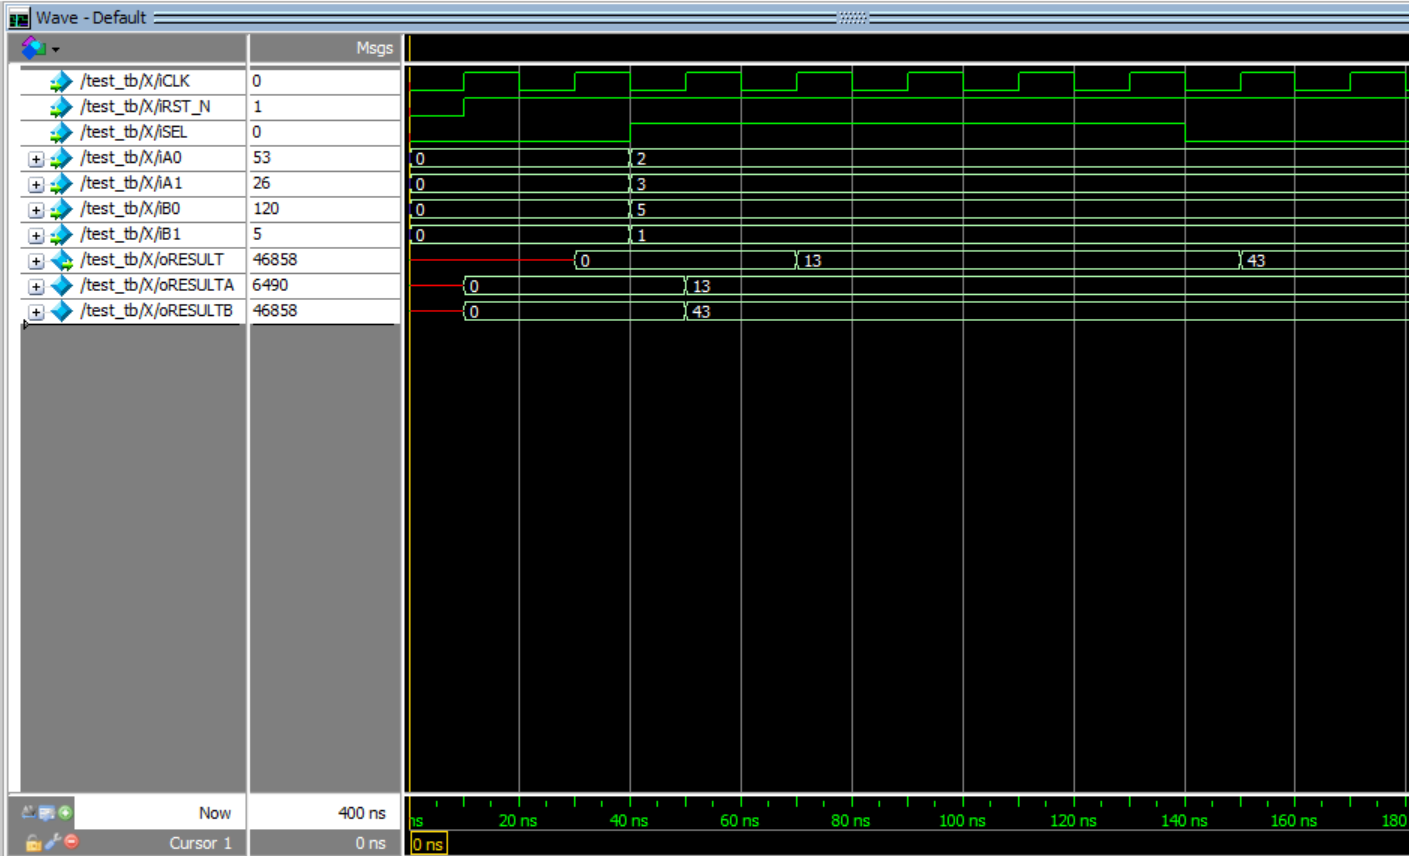 Wave - Default
Msgs
/test_tb/X/iCLK 0
/test_tb/X/iRST_N 1
/test_tb/X/iSEL 0
/test_tb/X/iA0 53 0 2
/test_tb/X/iA1 26 0 3
/test_tb/X/iB0 120 0 5
/test_tb/X/iB1 5 0 1
/test_tb/X/oRESULT 46858 0 13 43
/test_tb/X/oRESULTA 6490 0 13
/test_tb/X/oRESULTB 46858 0 43
Now 400 ns ns 20 ns 40 ns 60 ns 80 ns 100 ns 120 ns 140 ns 160 ns 180
Cursor 1 0 ns 0 ns